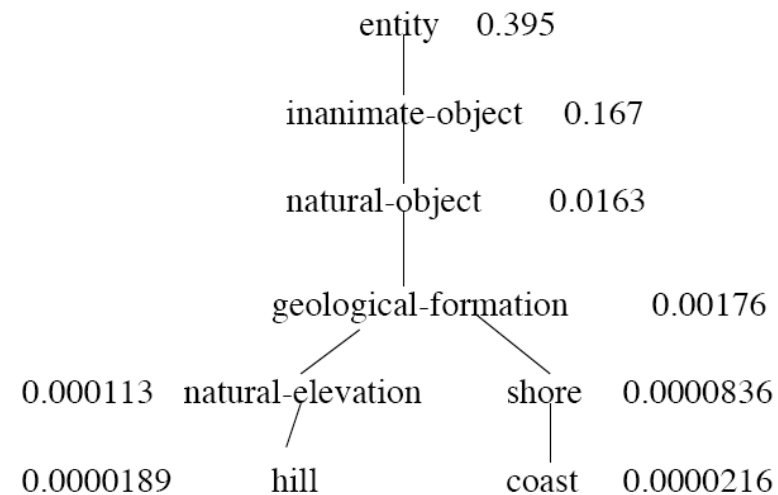 entity 0.395
inanimate-object 0.167
natural-object 0.0163
geological-formation 0.00176
0.000113 natural-elevation shore 0.0000836
0.0000189 hill coast 0.0000216